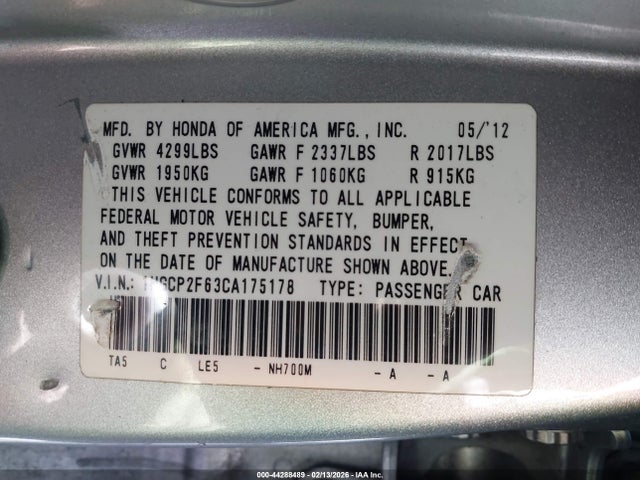 MFD. BY HONDA OF AMERICA MFG., INC. 05/'12
GVWR 4299LBS GAWR F 2337LBS R 2017LBS
GVWR 1950KG GAWR F 1060KG R 915KG
THIS VEHICLE CONFORMS TO ALL APPLICABLE
FEDERAL MOTOR VEHICLE SAFETY, BUMPER,
AND THEFT PREVENTION STANDARDS IN EFFECT
ON THE DATE OF MANUFACTURE SHOWN ABOVE.
V.I.N.: 1HGCP2F63CA175178 TYPE: PASSENGER CAR
TA5 C LE5 - NH700M - A - A
000-44288489 - 02/13/2026 - IAAI Inc.